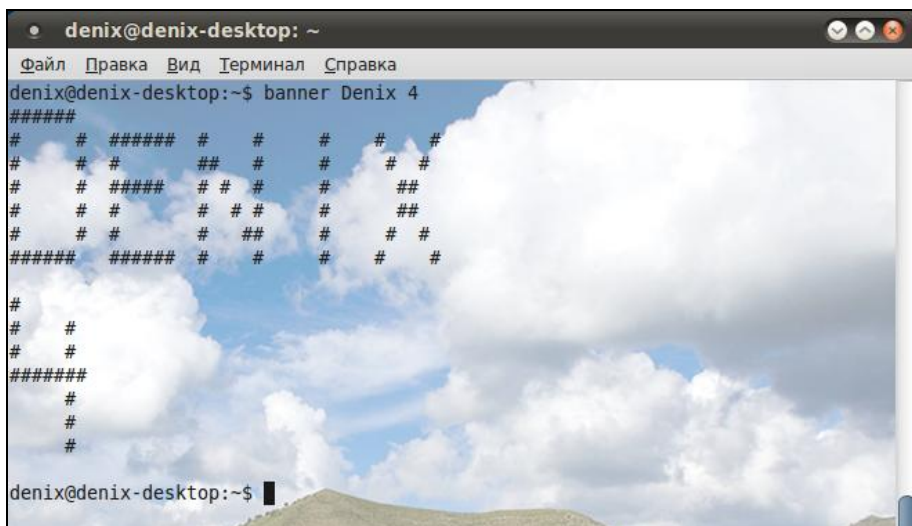 denix@denix-desktop: ~
Файл Правка Вид Терминал Справка
denix@denix-desktop:~$ banner Denix 4
######
#     #  ######  #    #      #    #    #
#     #  #       ##   #      #     #  #
#     #  #####   # #  #      #      ##
#     #  #       #  # #      #      ##
#     #  #       #   ##      #     #  #
######   ######  #    #      #    #    #

#
#    #
#    #
#######
     #
     #
     #

denix@denix-desktop:~$